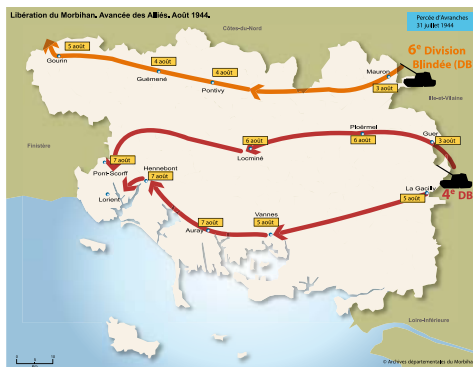 Libération du Morbihan. Avancée des Alliés. Août 1944.
Percée d'Avranches
31 juillet 1944
Côtes-du-Nord
6e Division
Blindée (DB
5 août
Gourin
4 août
Guémené
4 août
Pontivy
Mauron
3 août
Ille-et-Vilaine
Finistère
Ploërmel
6 août
Guer
3 août
6 août
Locminé
4e DB
7 août
Pont-Scorff
Hennebont
7 août
Lorient
La Gacilly
5 août
7 août
Auray
Vannes
5 août
Loire-Inférieure
© Archives départementales du Morbihan